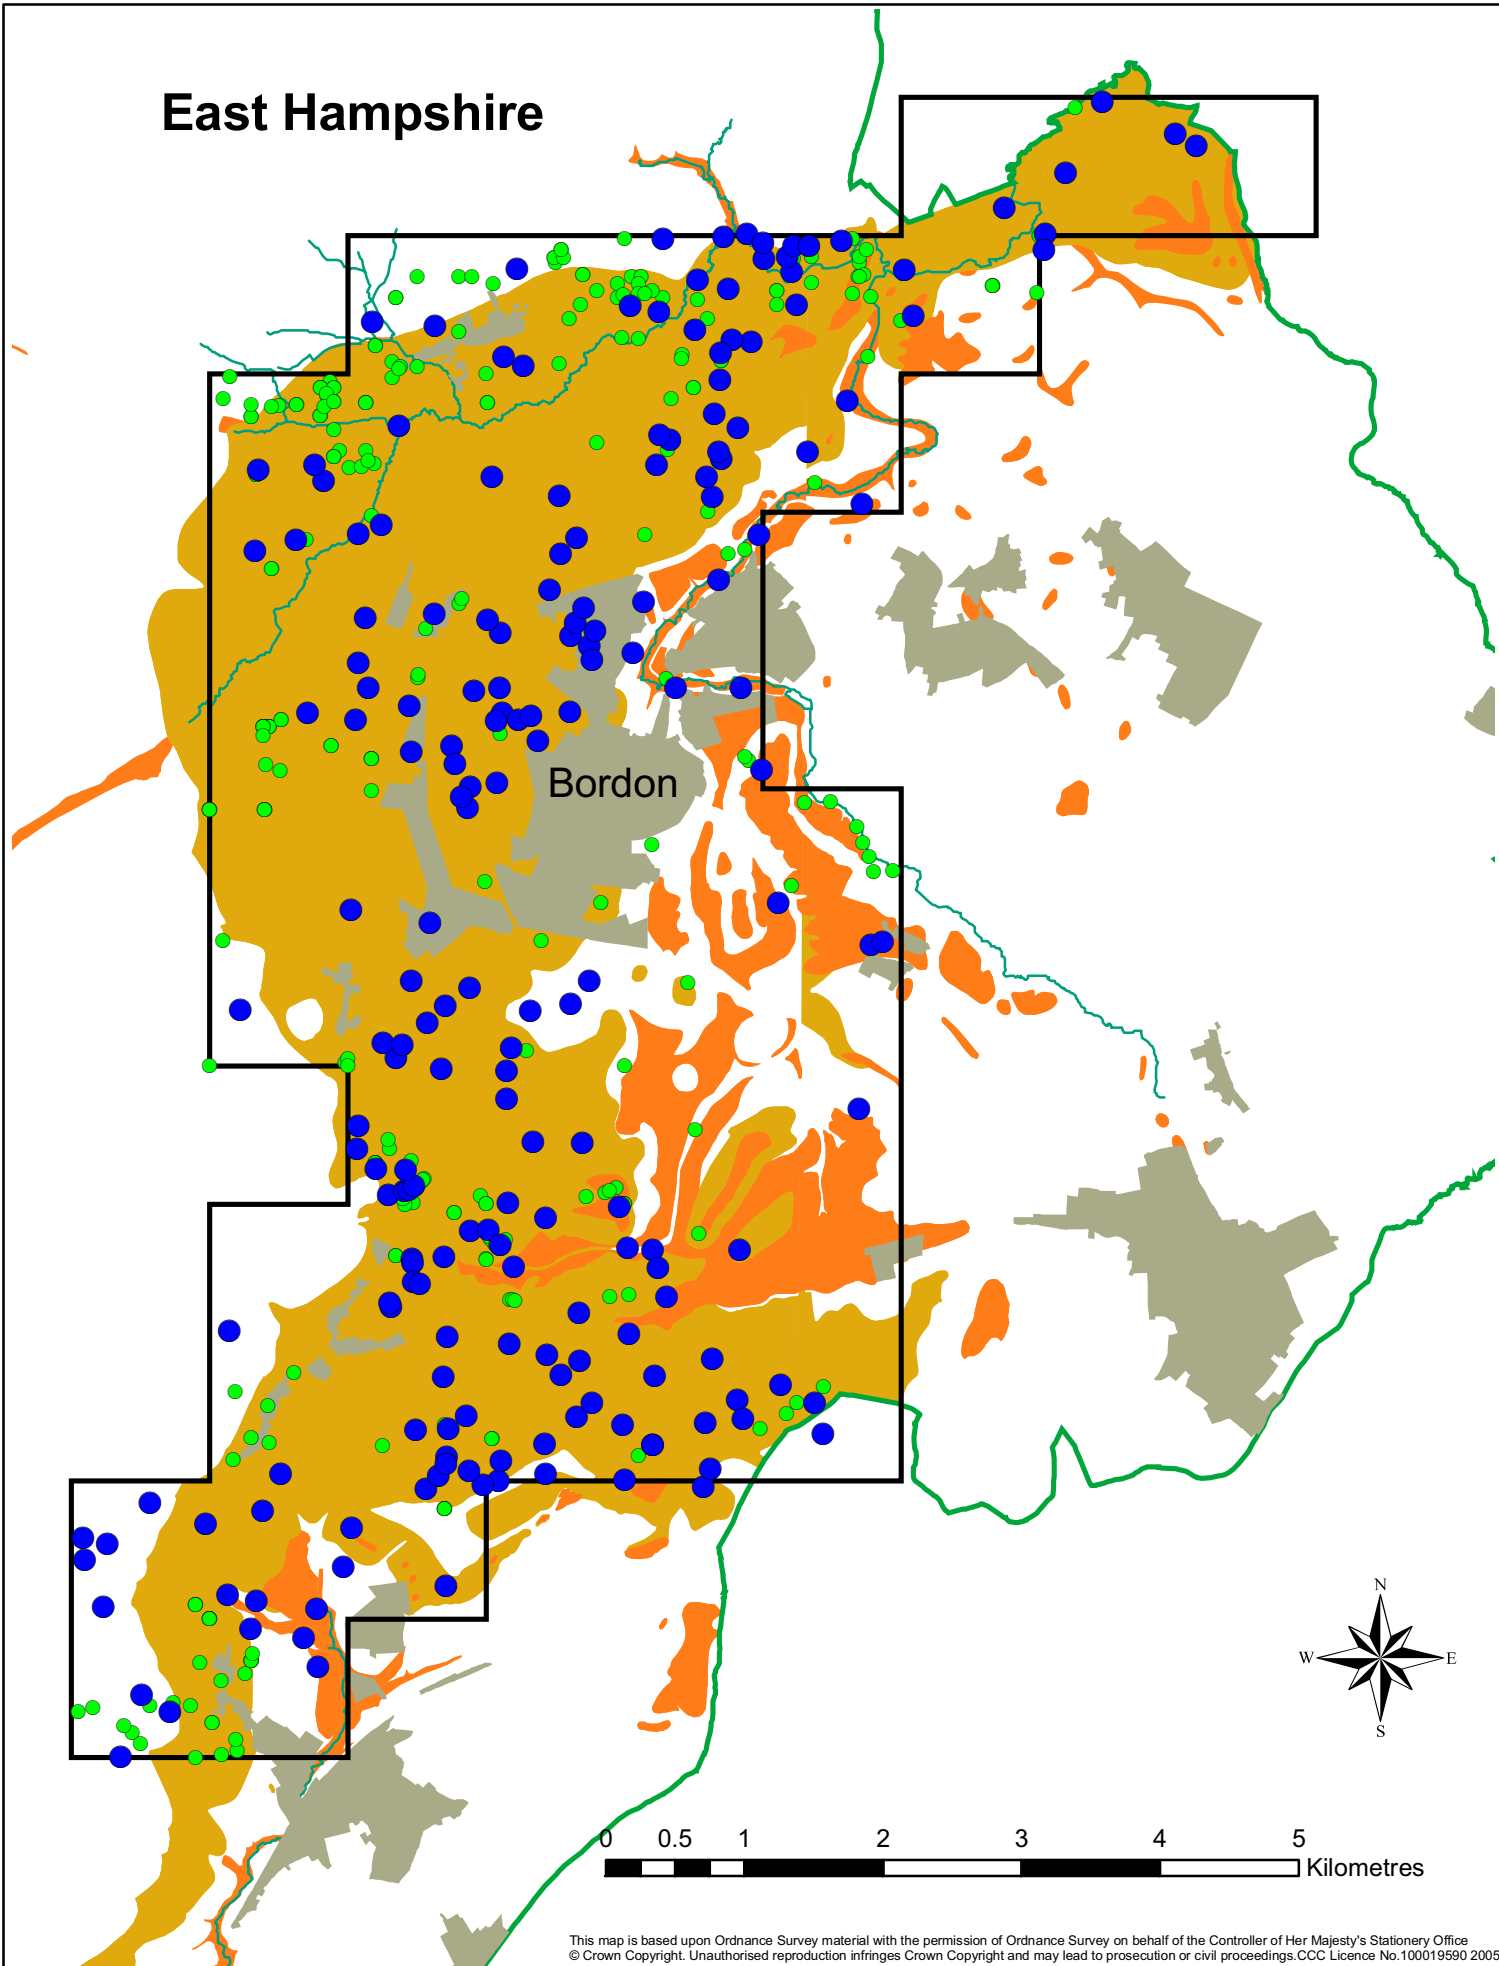 East Hampshire
Bordon
N
W E
S
0 0.5 1 2 3 4 5
Kilometres
This map is based upon Ordnance Survey material with the permission of Ordnance Survey on behalf of the Controller of Her Majesty's Stationery Office
© Crown Copyright. Unauthorised reproduction infringes Crown Copyright and may lead to prosecution or civil proceedings.CCC Licence No.100019590 2005